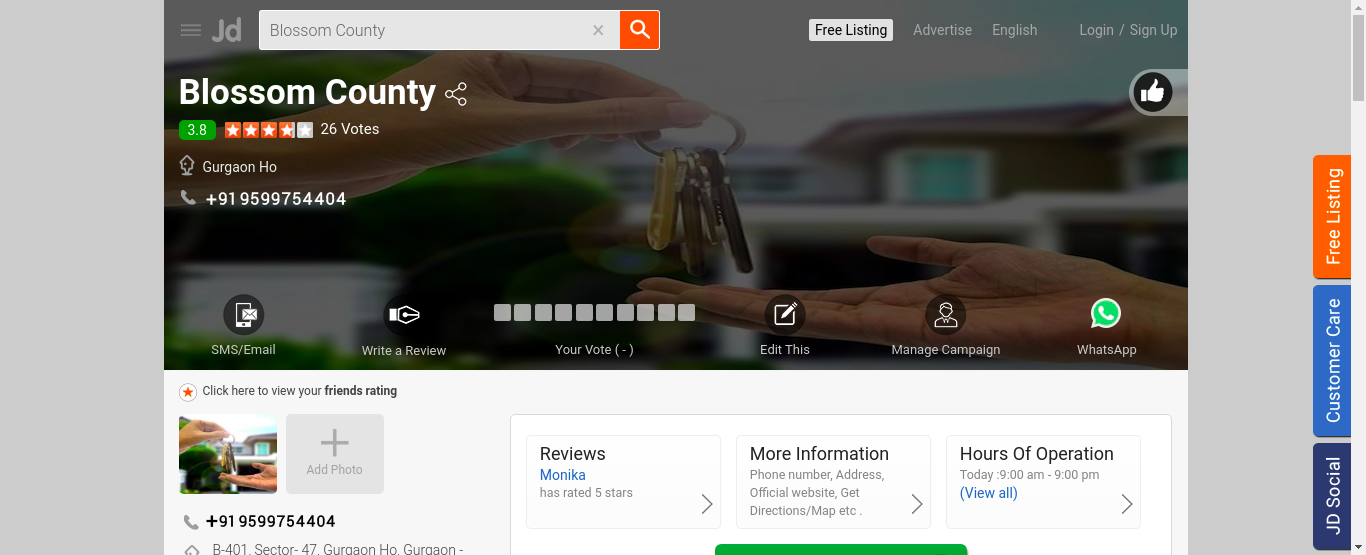 Jd
Blossom County
Free Listing
Advertise
English
Login / Sign Up
Blossom County
3.8
26 Votes
Gurgaon Ho
+919599754404
SMS/Email
Write a Review
Your Vote ( - )
Edit This
Manage Campaign
WhatsApp
Free Listing
Customer Care
JD Social
Click here to view your friends rating
Add Photo
+919599754404
B-401, Sector- 47, Gurgaon Ho, Gurgaon -
Reviews
Monika
has rated 5 stars
More Information
Phone number, Address,
Official website, Get
Directions/Map etc .
Hours Of Operation
Today :9:00 am - 9:00 pm
(View all)